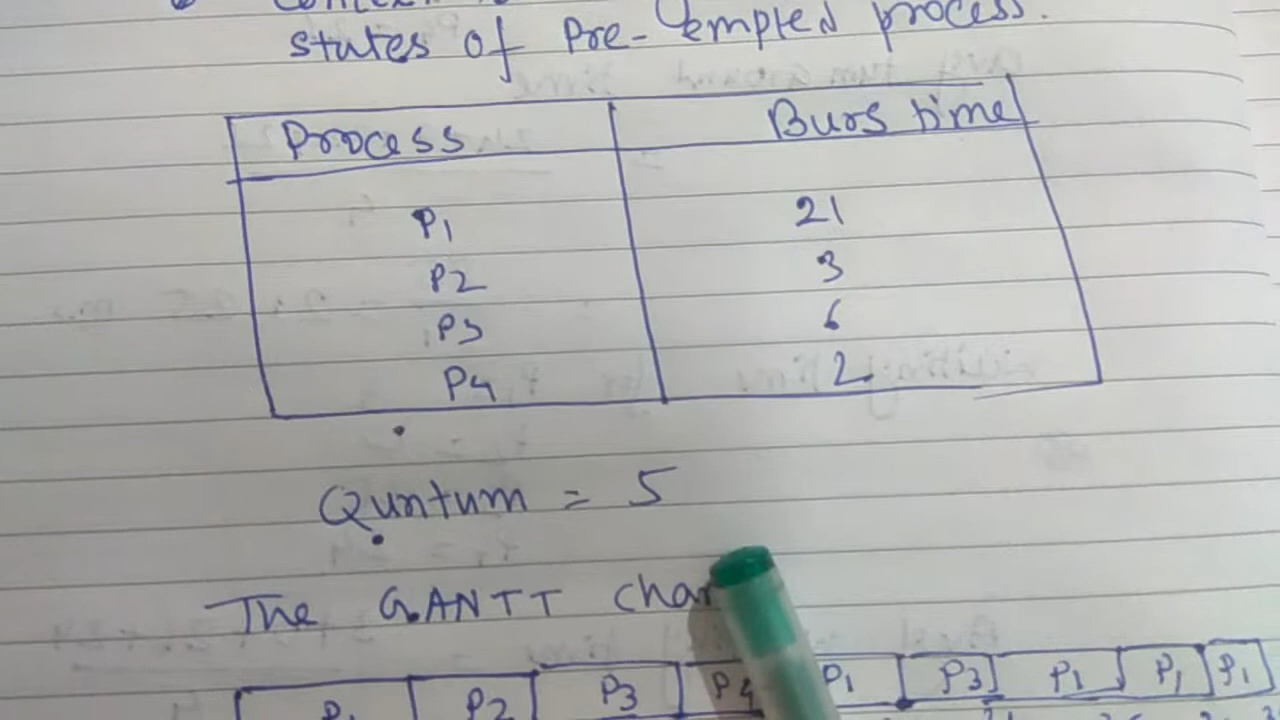 states of Pre-empted process.
Process Burs time
P1 21
P2 3
P3 6
P4 2
Quntum = 5
The GANTT char
P1 P2 P3 P4 P1 P3 P1 P1 P1